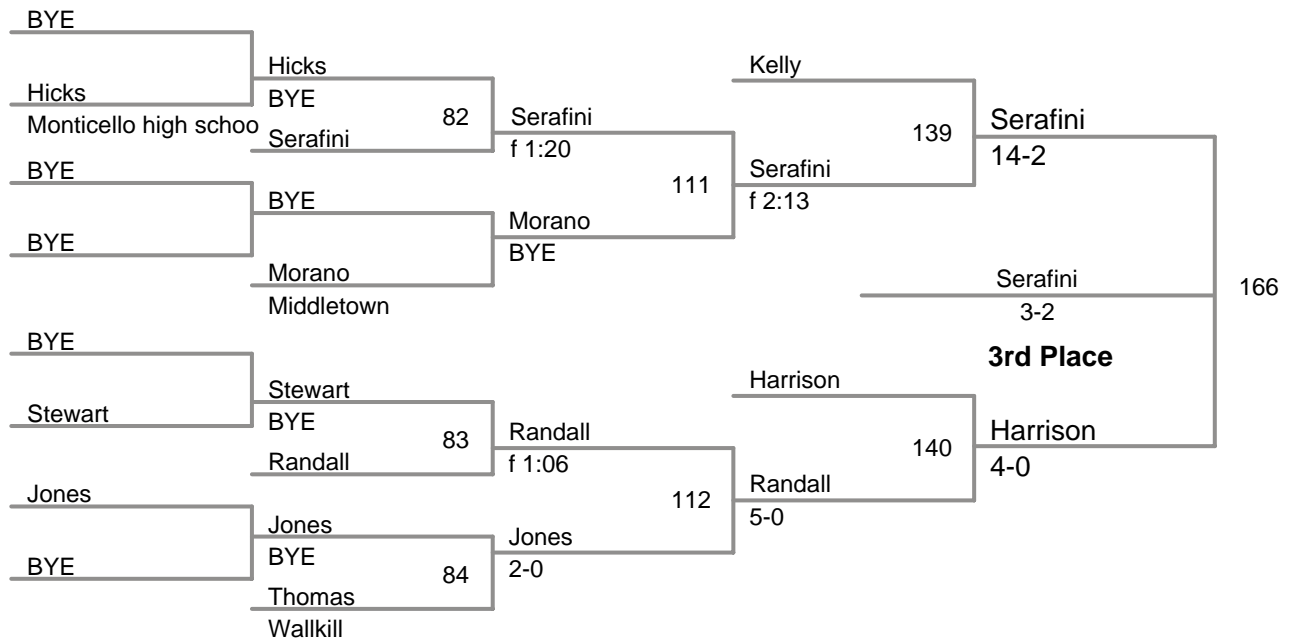 BYE
Hicks
Monticello high schoo
BYE
BYE
BYE
Stewart
Jones
BYE
Hicks
BYE
82
Serafini
BYE
Morano
Middletown
Stewart
BYE
83
Randall
Jones
BYE
84
Thomas
Wallkill
Serafini
f 1:20
111
Morano
BYE
Randall
f 1:06
112
Jones
2-0
Kelly
139
Serafini
f 2:13
Harrison
140
Randall
5-0
Serafini
14-2
Serafini
3-2
166
3rd Place
Harrison
4-0